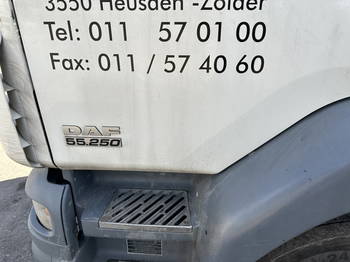 3550 Heusden -Zolder
Tel: 011 57 01 00
Fax: 011 / 57 40 60
DAF
55.250